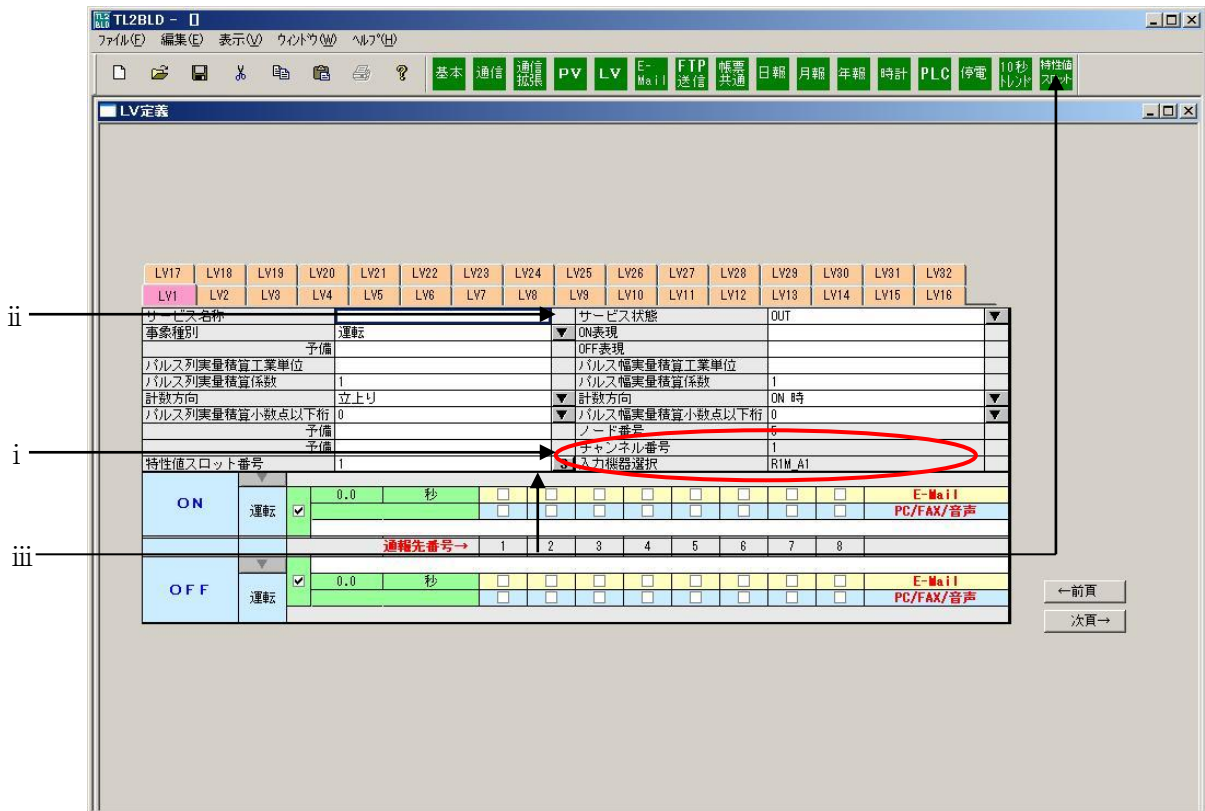 TL2BLD - []
ファイル(F) 編集(E) 表示(V) ウィンドウ(W) ヘルプ(H)
基本 通信 通信拡張 PV LV E-Mail FTP送信 帳票共通 日報 月報 年報 時計 PLC 停電 10秒トレンド 特性値スロット
LV定義
LV17 LV18 LV19 LV20 LV21 LV22 LV23 LV24 LV25 LV26 LV27 LV28 LV29 LV30 LV31 LV32
LV1 LV2 LV3 LV4 LV5 LV6 LV7 LV8 LV9 LV10 LV11 LV12 LV13 LV14 LV15 LV16
ii
サービス名称 サービス状態 OUT
事象種別 運転 ON表現
予備 OFF表現
パルス列実量積算工業単位 パルス幅実量積算工業単位
パルス列実量積算係数 1 パルス幅実量積算係数 1
計数方向 立上り 計数方向 ON 時
パルス列実量積算小数点以下桁 0 パルス幅実量積算小数点以下桁 0
予備 ノード番号 5
i
予備 チャンネル番号 1
特性値スロット番号 1 S 入力機器選択 R1M_A1
ON 運転 0.0 秒 E-Mail
PC/FAX/音声
iii
通報先番号→ 1 2 3 4 5 6 7 8
OFF 運転 0.0 秒 E-Mail
PC/FAX/音声
←前頁
次頁→